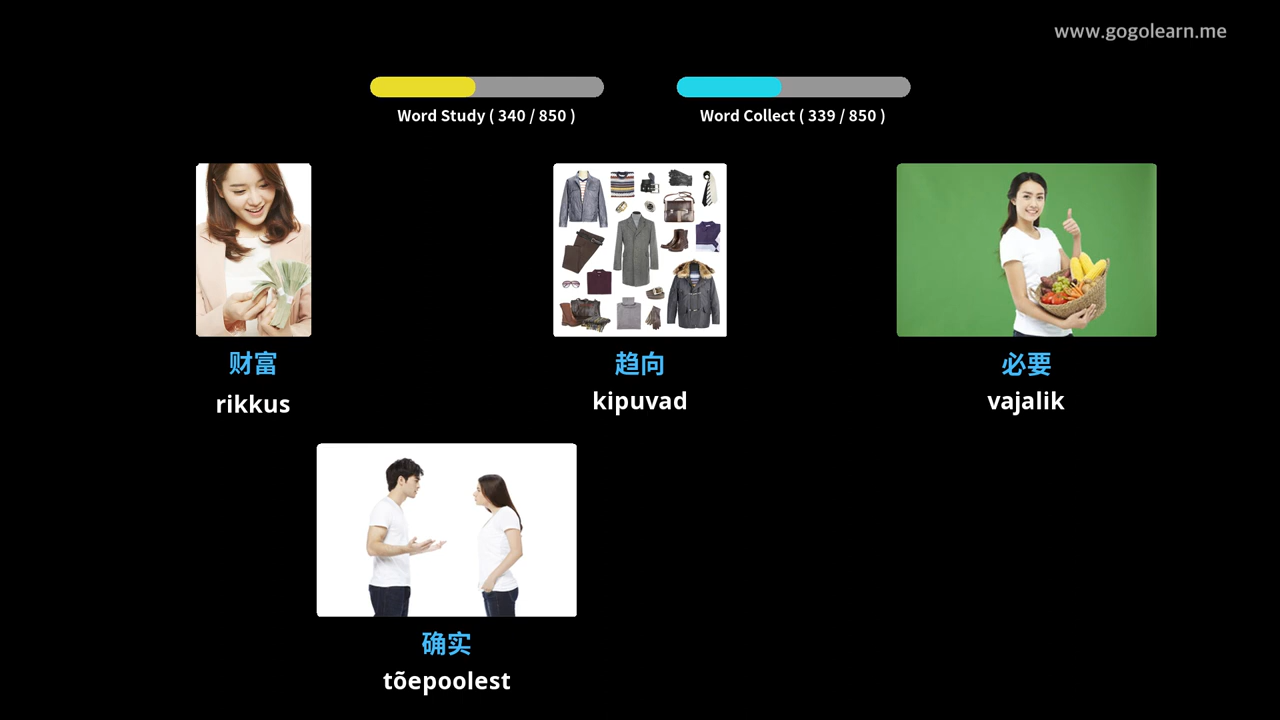 www.gogolearn.me
Word Study ( 340 / 850 )
Word Collect ( 339 / 850 )
财富
rikkus
趋向
kipuvad
必要
vajalik
确实
tõepoolest